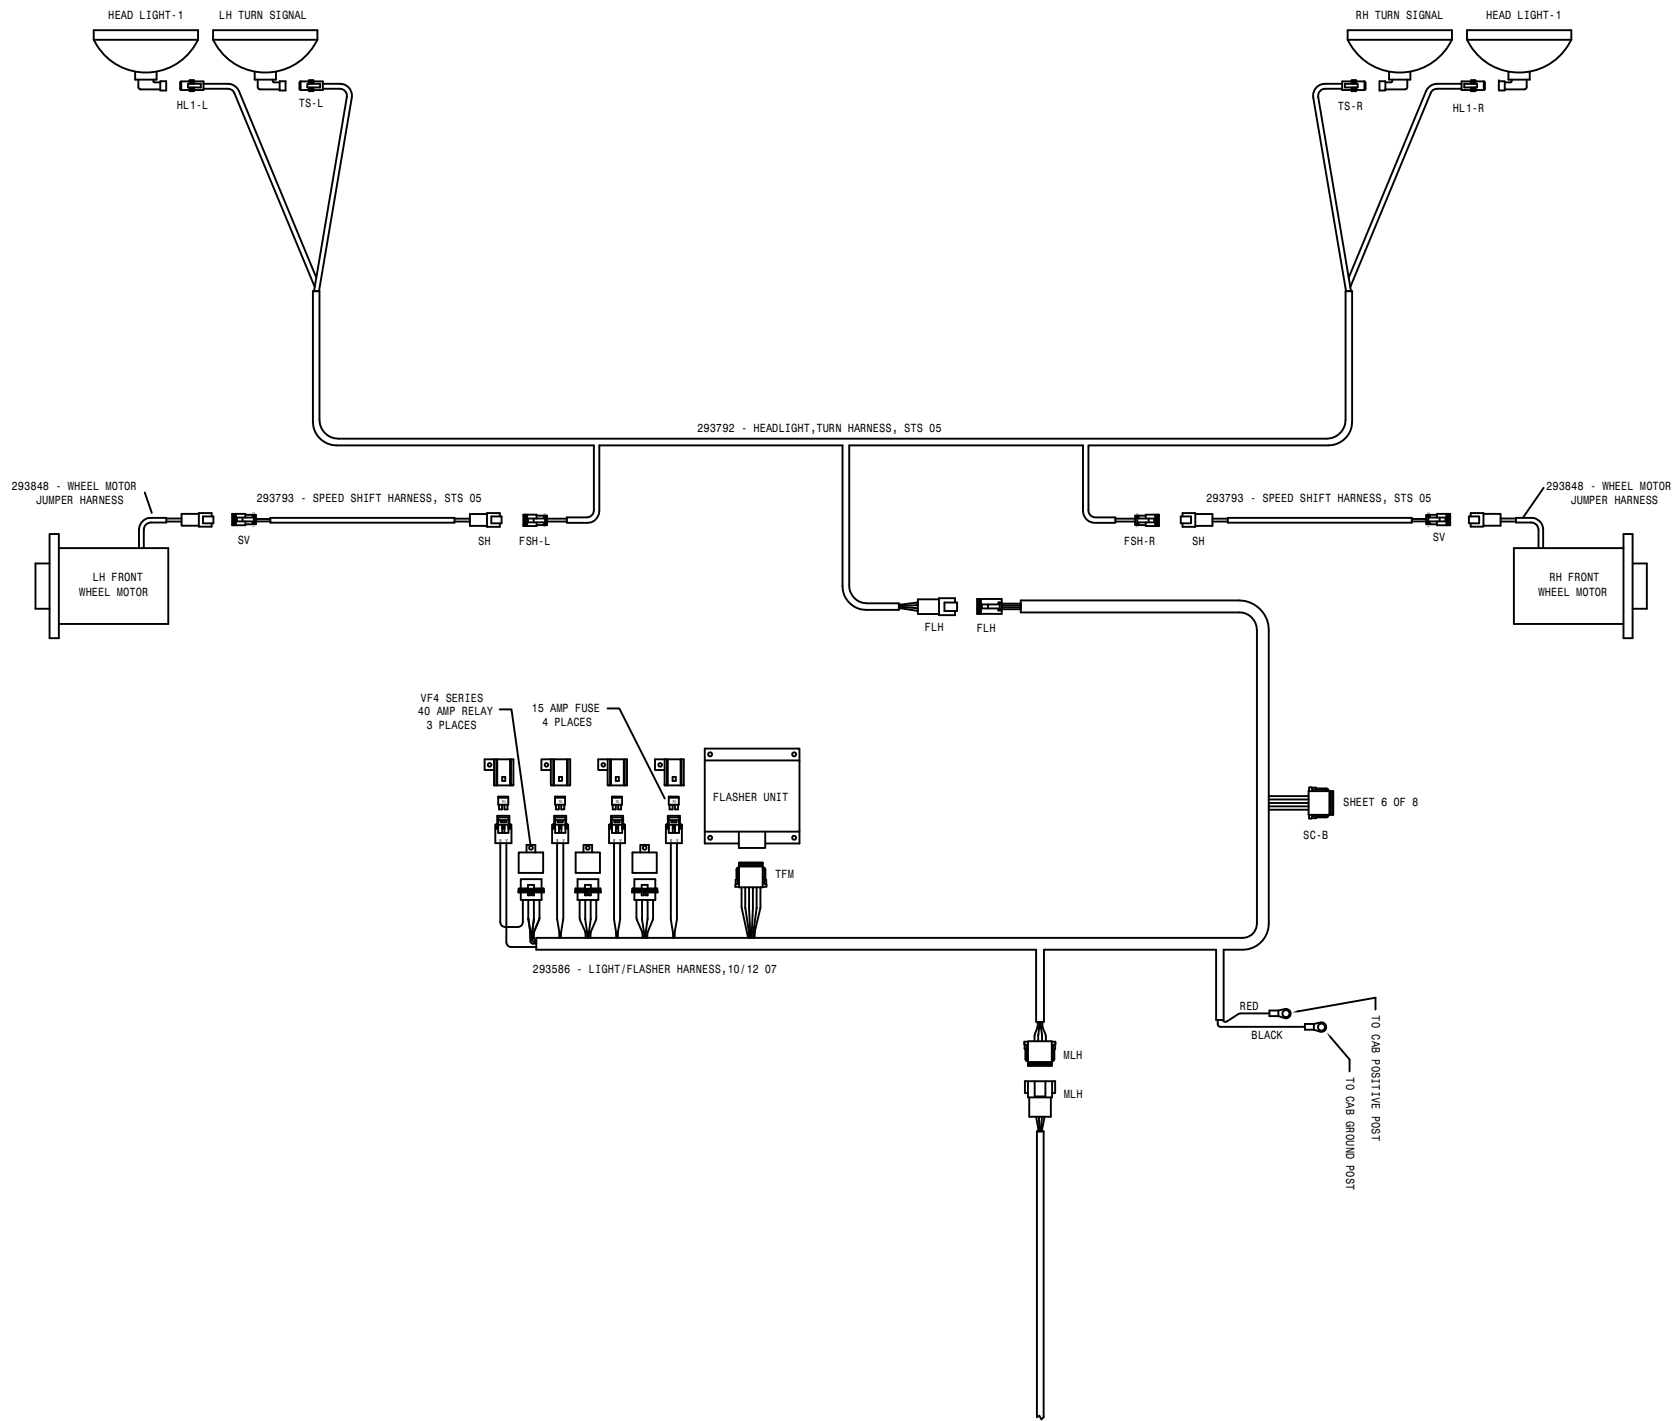 HEAD LIGHT-1
LH TURN SIGNAL
RH TURN SIGNAL
HEAD LIGHT-1
HL1-L
TS-L
TS-R
HL1-R
293792 - HEADLIGHT,TURN HARNESS, STS 05
293848 - WHEEL MOTOR
JUMPER HARNESS
293793 - SPEED SHIFT HARNESS, STS 05
293793 - SPEED SHIFT HARNESS, STS 05
293848 - WHEEL MOTOR
JUMPER HARNESS
SV
SH
FSH-L
FSH-R
SH
SV
LH FRONT
WHEEL MOTOR
RH FRONT
WHEEL MOTOR
FLH
FLH
VF4 SERIES
40 AMP RELAY
3 PLACES
15 AMP FUSE
4 PLACES
FLASHER UNIT
SHEET 6 OF 8
SC-B
TFM
293586 - LIGHT/FLASHER HARNESS,10/12 07
RED
BLACK
TO CAB POSITIVE POST
TO CAB GROUND POST
MLH
MLH